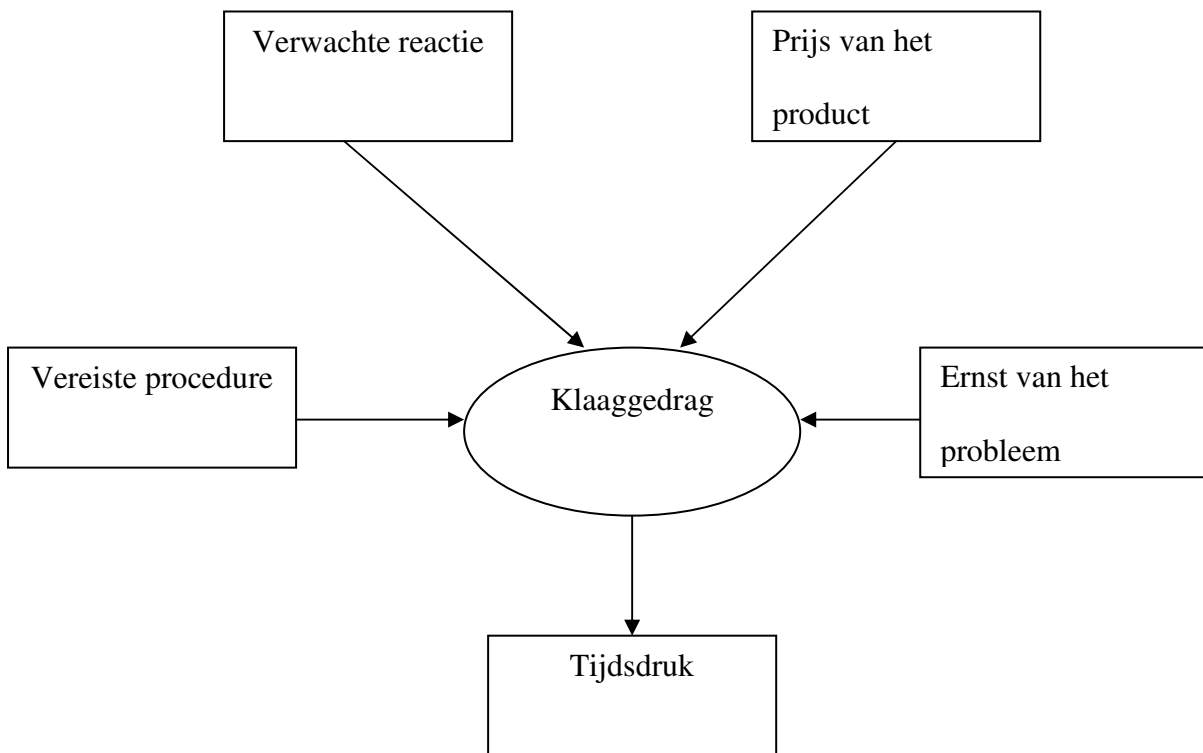 Verwachte reactie
Prijs van het
product
Vereiste procedure
Klaaggedrag
Ernst van het
probleem
Tijdsdruk